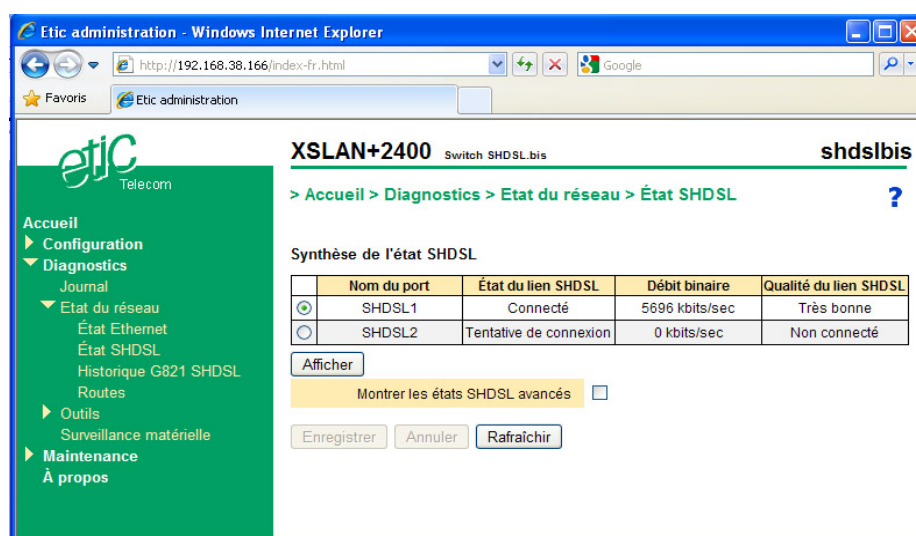 Etic administration - Windows Internet Explorer
http://192.168.38.166/index-fr.html
Google
Favoris
Etic administration
etic
Telecom
XSLAN+2400 Switch SHDSL.bis
shdslbis
> Accueil > Diagnostics > Etat du réseau > État SHDSL
?
Accueil
Configuration
Diagnostics
Journal
Etat du réseau
État Ethernet
État SHDSL
Historique G821 SHDSL
Routes
Outils
Surveillance matérielle
Maintenance
À propos
Synthèse de l'état SHDSL
Nom du port État du lien SHDSL Débit binaire Qualité du lien SHDSL
SHDSL1 Connecté 5696 kbits/sec Très bonne
SHDSL2 Tentative de connexion 0 kbits/sec Non connecté
Afficher
Montrer les états SHDSL avancés
Enregistrer Annuler Rafraîchir